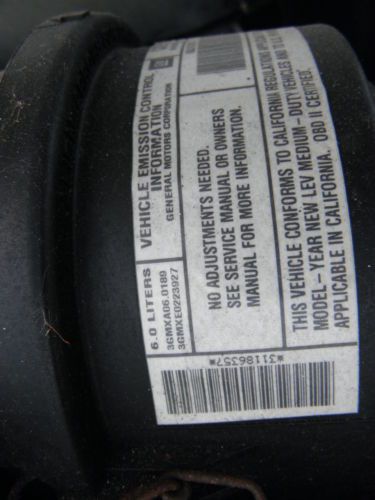 VEHICLE EMISSION CONTROL
INFORMATION
GENERAL MOTORS CORPORATION
6.0 LITERS
3GMXA06.0189
3GMXE0223927
NO ADJUSTMENTS NEEDED.
SEE SERVICE MANUAL OR OWNERS
MANUAL FOR MORE INFORMATION.
THIS VEHICLE CONFORMS TO CALIFORNIA REGULATIONS
MODEL-YEAR NEW LEV MEDIUM-DUTY VEHICLES AND TO U.S.
APPLICABLE IN CALIFORNIA. OBD II CERTIFIED.
*31186357*